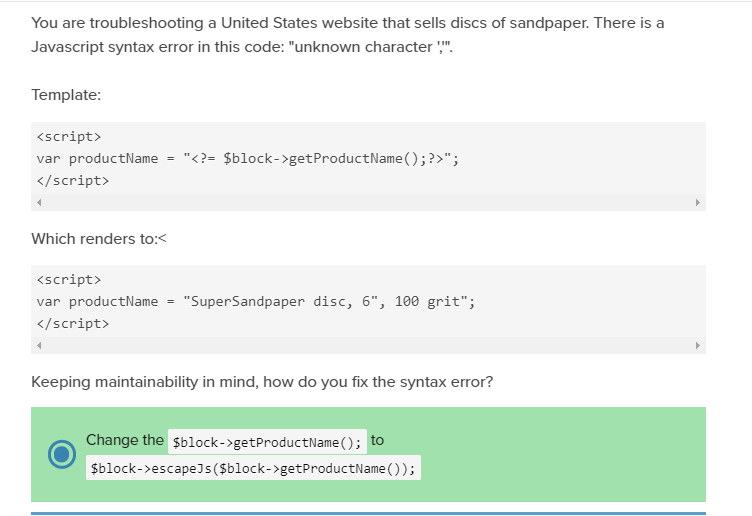 You are troubleshooting a United States website that sells discs of sandpaper. There is a
Javascript syntax error in this code: "unknown character ','".
Template:
<script>
var productName = "<?= $block->getProductName();?>";
</script>
Which renders to:<
<script>
var productName = "SuperSandpaper disc, 6", 100 grit";
</script>
Keeping maintainability in mind, how do you fix the syntax error?
Change the $block->getProductName(); to
$block->escapeJs($block->getProductName());